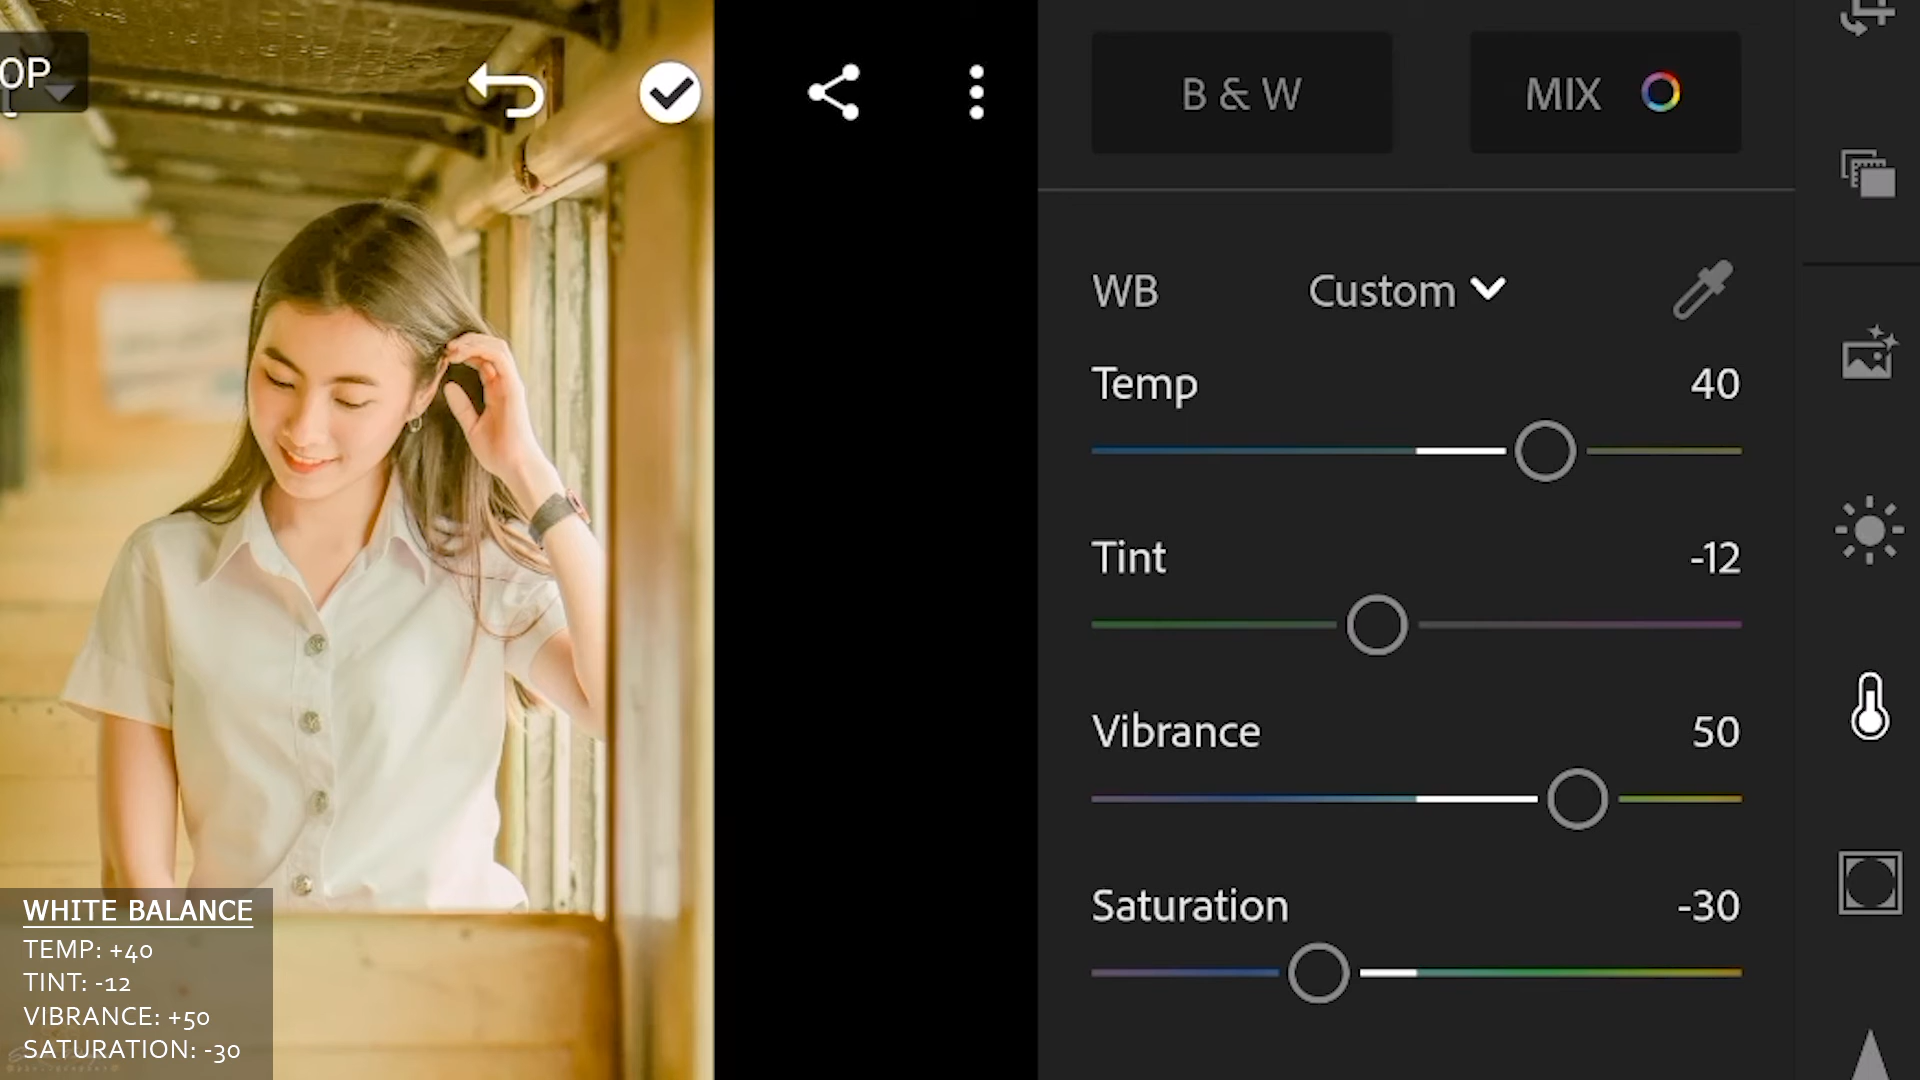 OP
B & W
MIX
WB
Custom
Temp
40
Tint
-12
Vibrance
50
Saturation
-30
WHITE BALANCE
TEMP: +40
TINT: -12
VIBRANCE: +50
SATURATION: -30